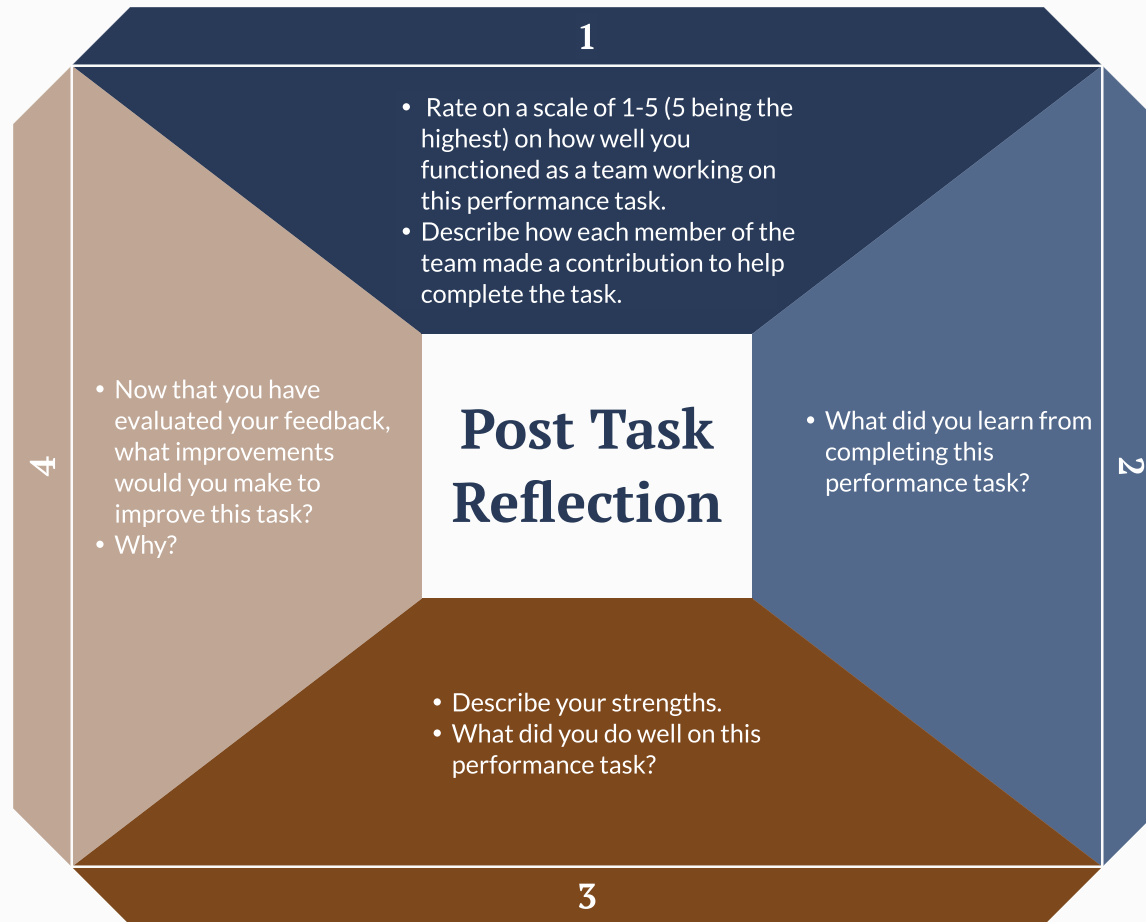 1
• Rate on a scale of 1-5 (5 being the
highest) on how well you
functioned as a team working on
this performance task.
• Describe how each member of the
team made a contribution to help
complete the task.
Post Task
Reflection
2
• What did you learn from
completing this
performance task?
3
• Describe your strengths.
• What did you do well on this
performance task?
4
• Now that you have
evaluated your feedback,
what improvements
would you make to
improve this task?
• Why?